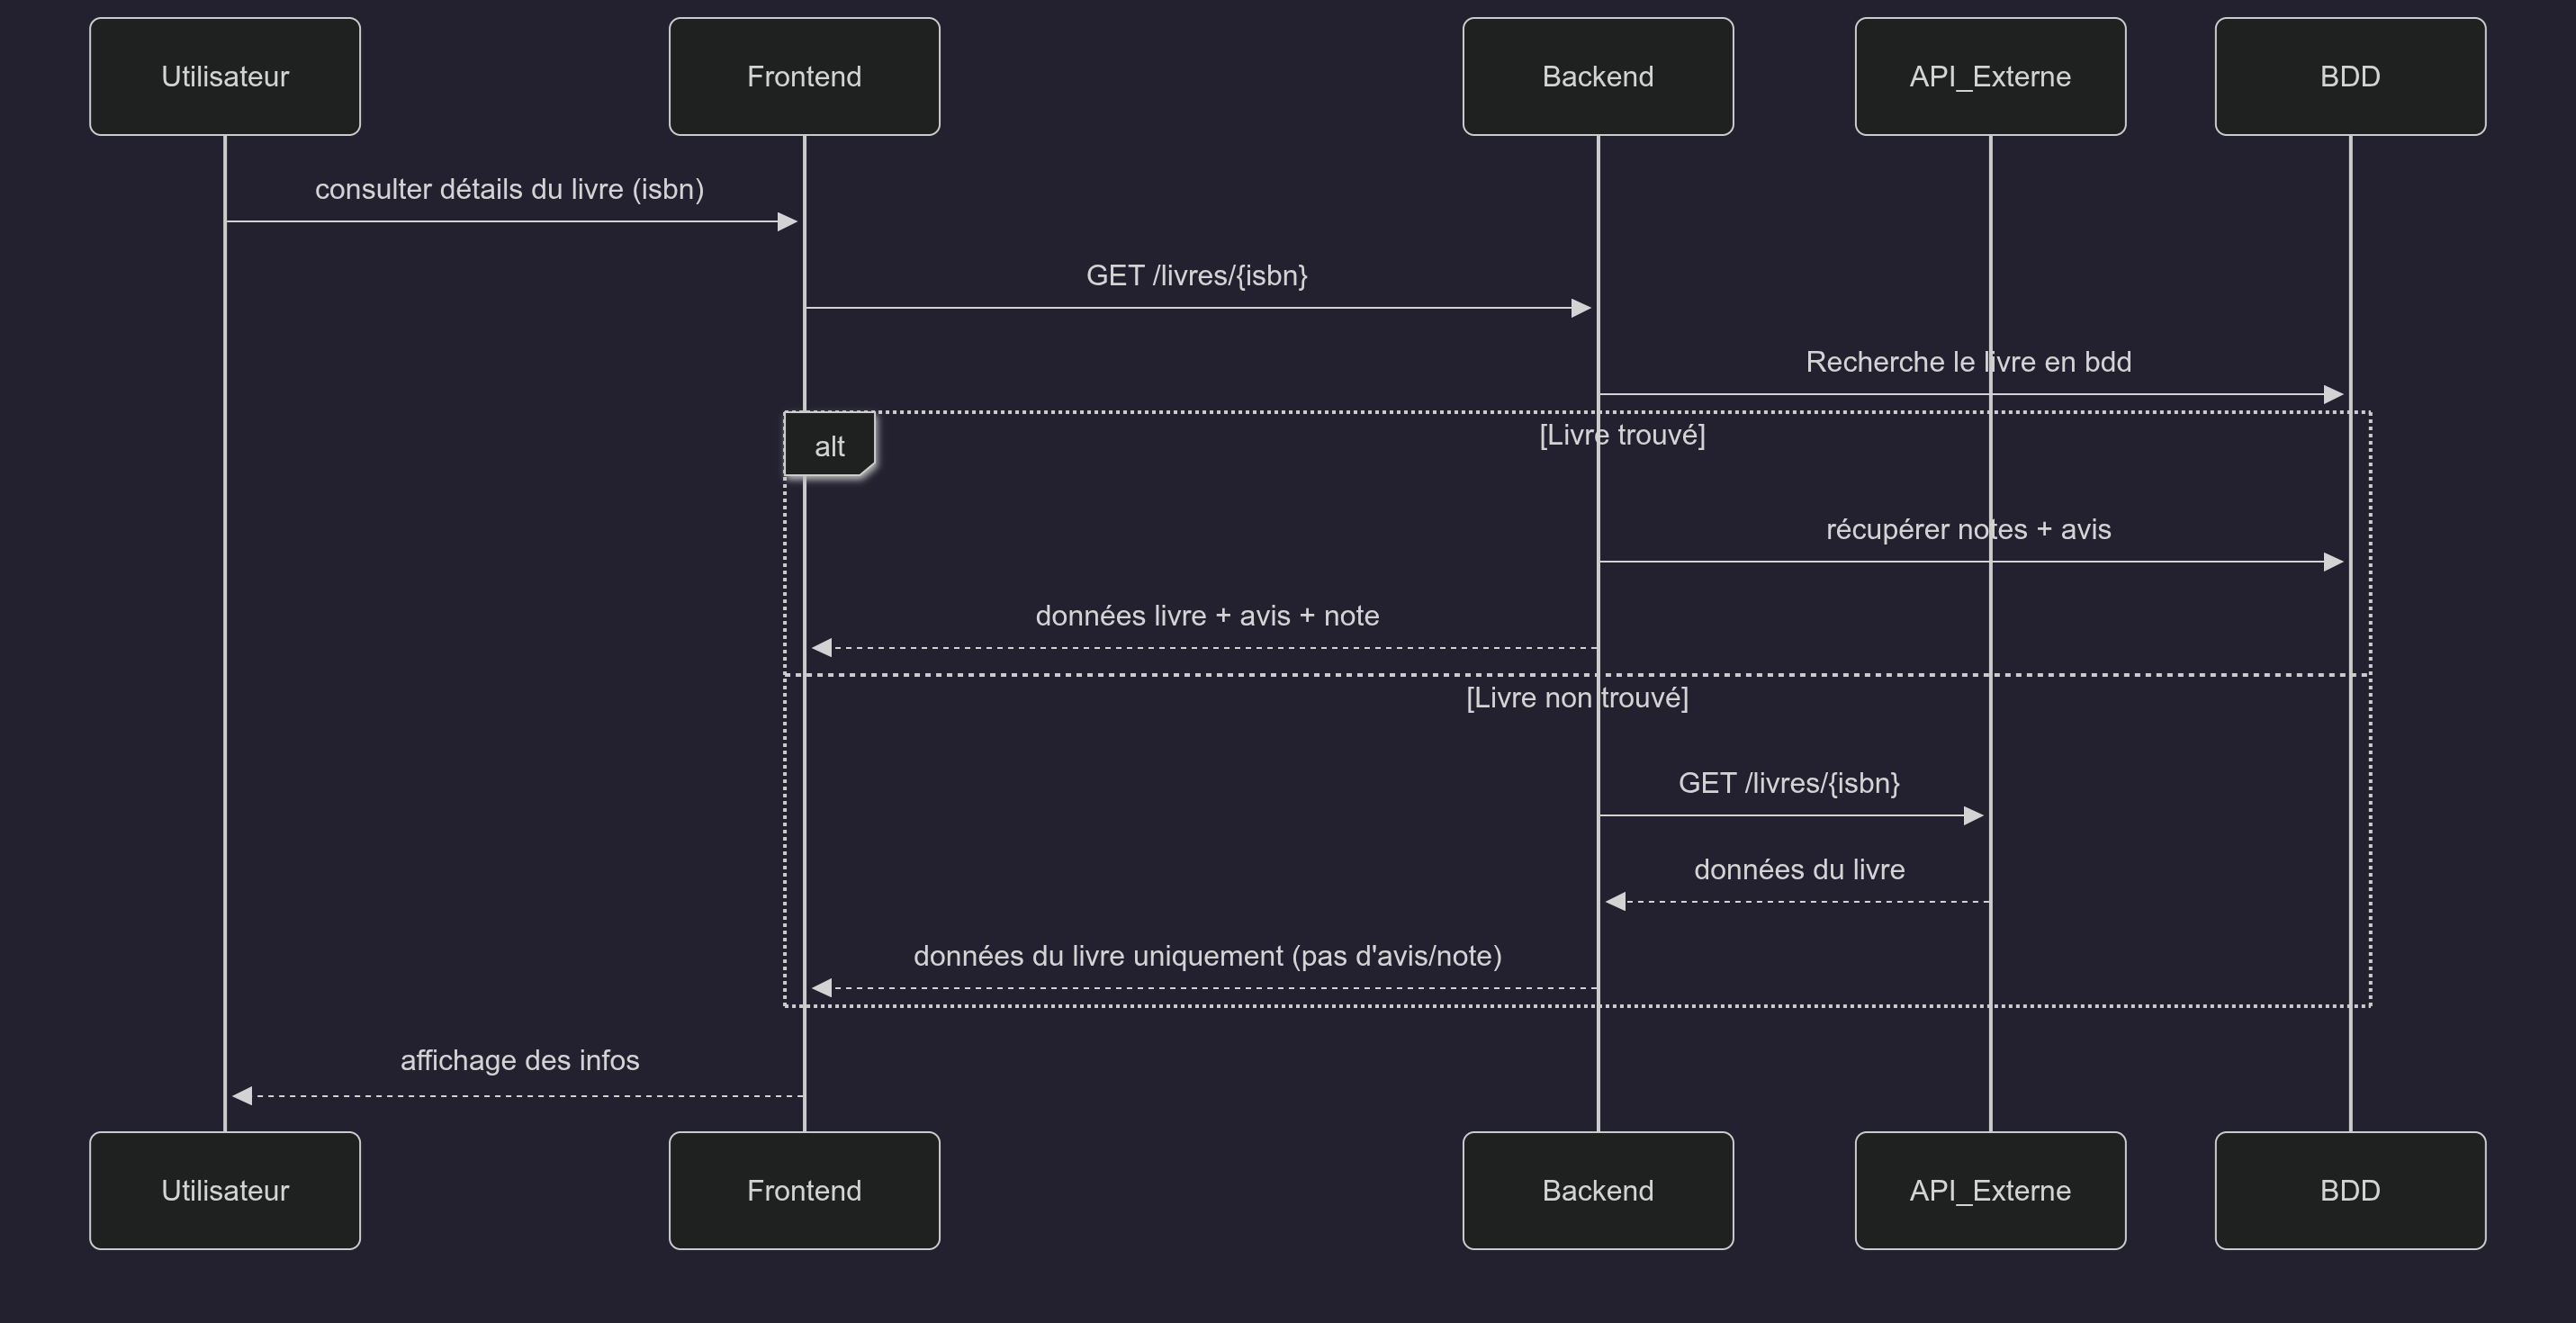 Utilisateur
Frontend
Backend
API_Externe
BDD
consulter détails du livre (isbn)
GET /livres/{isbn}
Recherche le livre en bdd
alt
[Livre trouvé]
récupérer notes + avis
données livre + avis + note
[Livre non trouvé]
GET /livres/{isbn}
données du livre
données du livre uniquement (pas d'avis/note)
affichage des infos
Utilisateur
Frontend
Backend
API_Externe
BDD